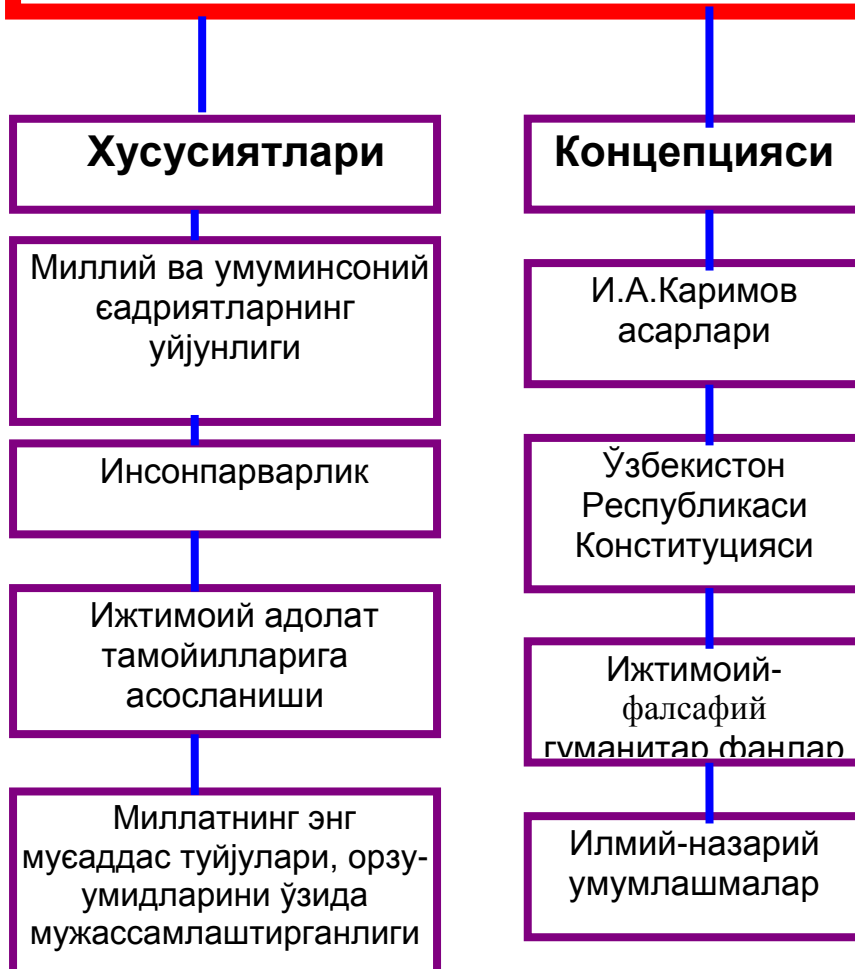 Хусусиятлари
Миллий ва умуминсоний
єадриятларнинг
уйјунлиги
Инсонпарварлик
Ижтимоий адолат
тамойилларига
асосланиши
Миллатнинг энг
муєаддас туйјулари, орзу-
умидларини ўзида
мужассамлаштирганлиги
Концепцияси
И.А.Каримов
асарлари
Ўзбекистон
Республикаси
Конституцияси
Ижтимоий-
фалсафий
гуманитар фанлар
Илмий-назарий
умумлашмалар